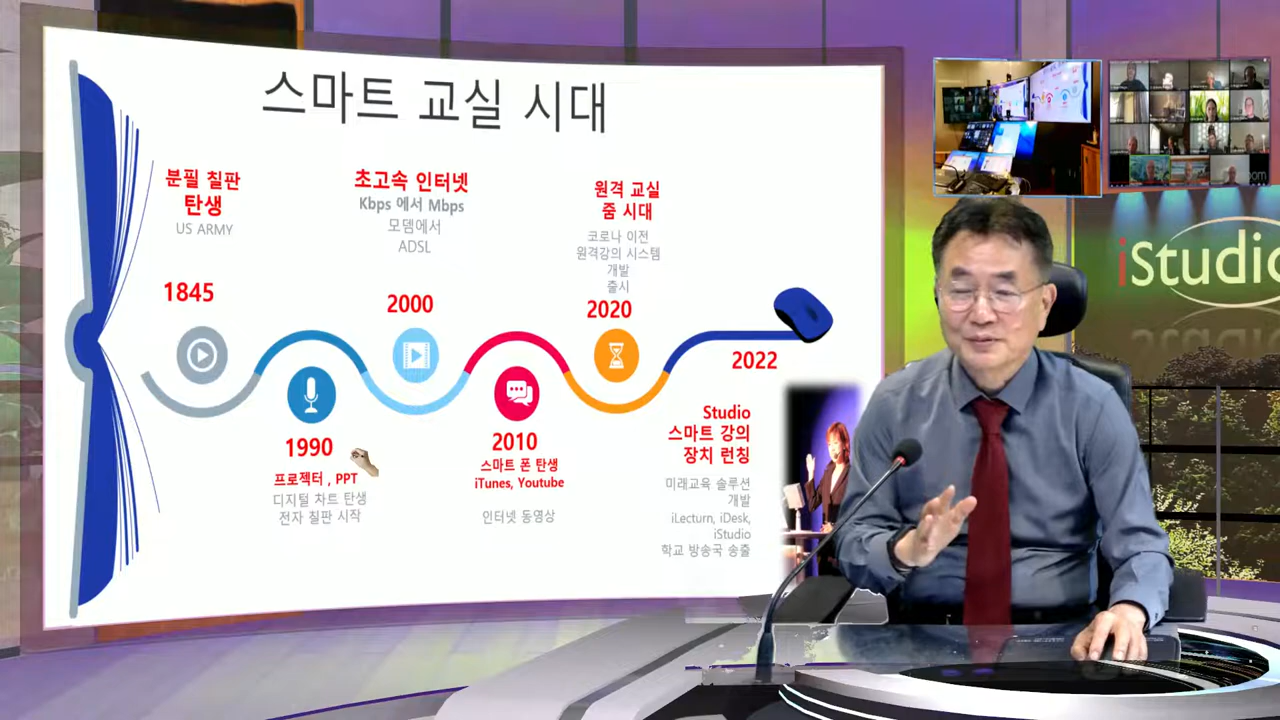 스마트 교실 시대
분필 칠판
탄생
US ARMY
1845
초고속 인터넷
Kbps 에서 Mbps
모뎀에서
ADSL
2000
원격 교실
줌 시대
코로나 이전
원격강의 시스템
개발
출시
2020
1990
프로젝터 , PPT
디지털 차트 탄생
전자 칠판 시작
2010
스마트 폰 탄생
iTunes, Youtube
인터넷 동영상
2022
Studio
스마트 강의
장치 런칭
미래교육 솔루션
개발
iLecturn, iDesk,
iStudio
학교 방송국 송출
iStudio